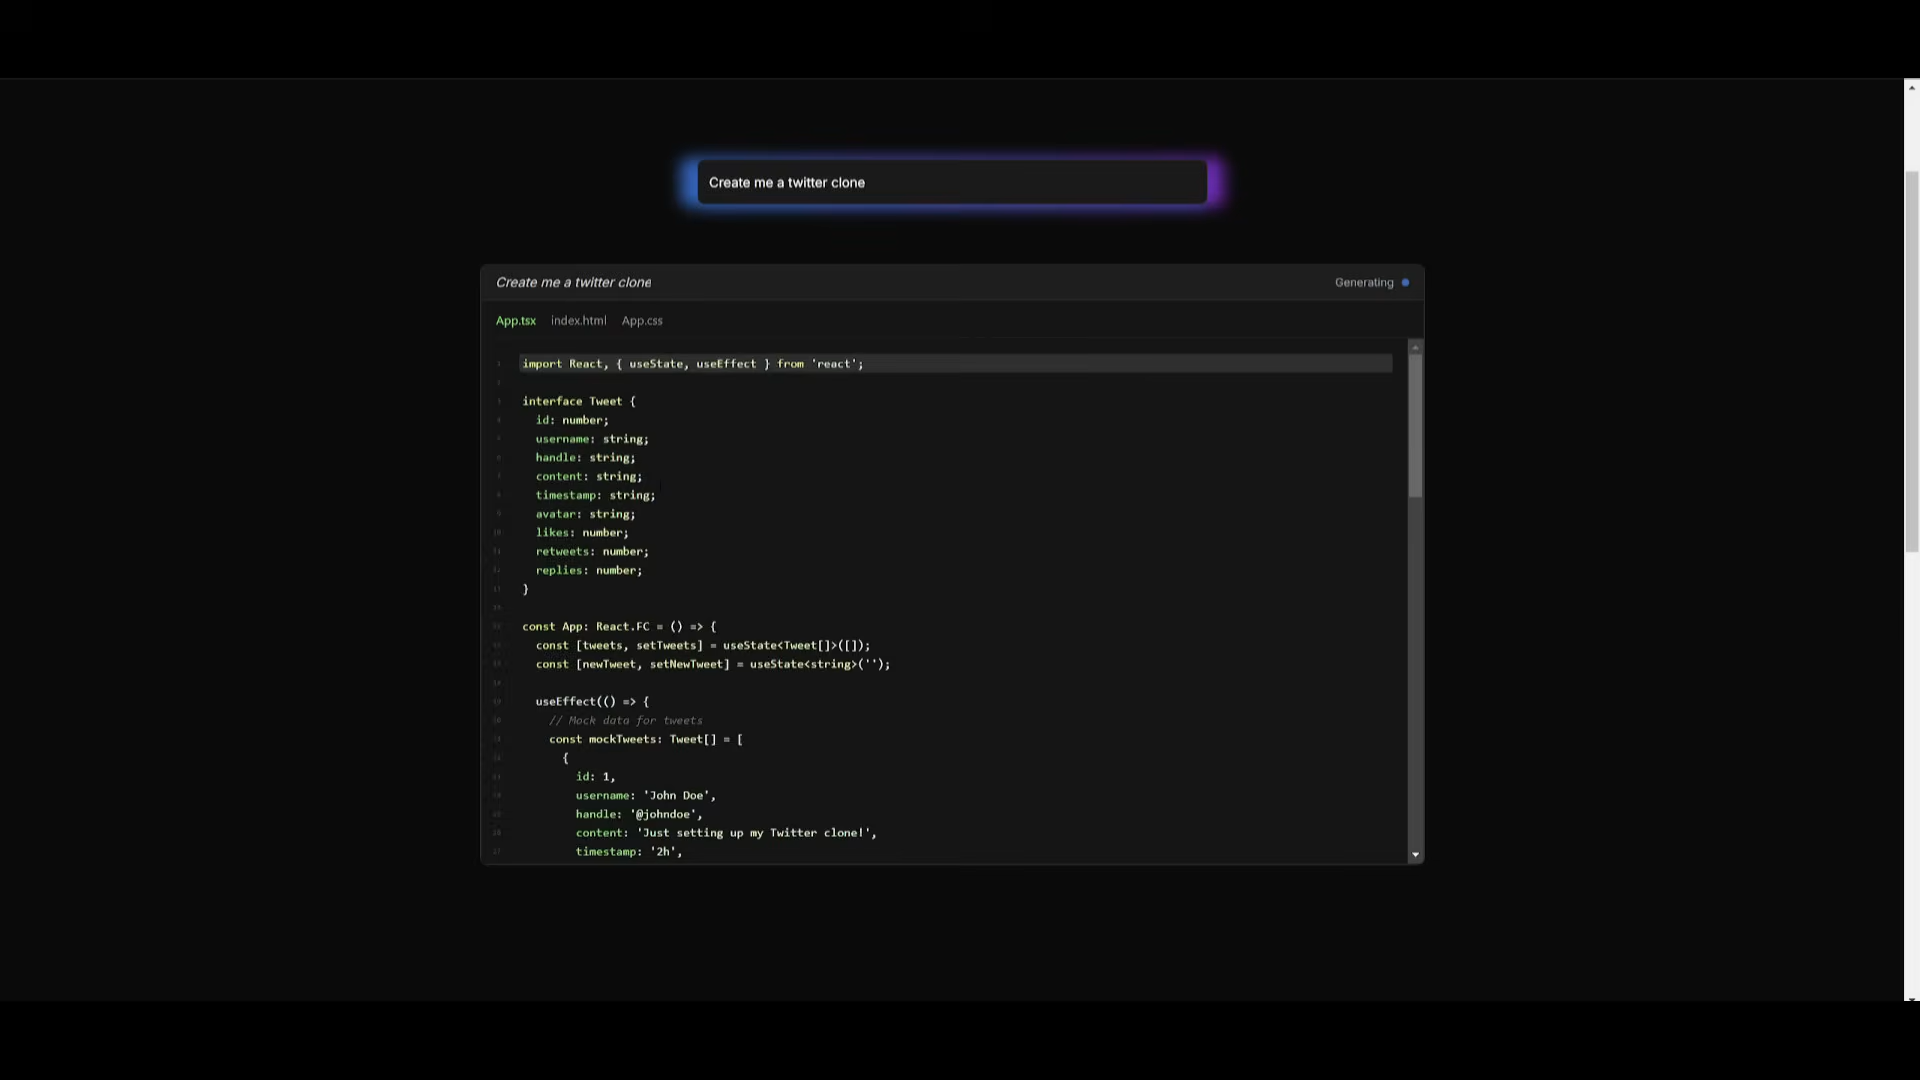 Create me a twitter clone
Create me a twitter clone
Generating
App.tsx index.html App.css
import React, { useState, useEffect } from 'react';
interface Tweet {
id: number;
username: string;
handle: string;
content: string;
timestamp: string;
avatar: string;
likes: number;
retweets: number;
replies: number;
}
const App: React.FC = () => {
const [tweets, setTweets] = useState<Tweet[]>([]);
const [newTweet, setNewTweet] = useState<string>('');
useEffect(() => {
// Mock data for tweets
const mockTweets: Tweet[] = [
{
id: 1,
username: 'John Doe',
handle: '@johndoe',
content: 'Just setting up my Twitter clone!',
timestamp: '2h',